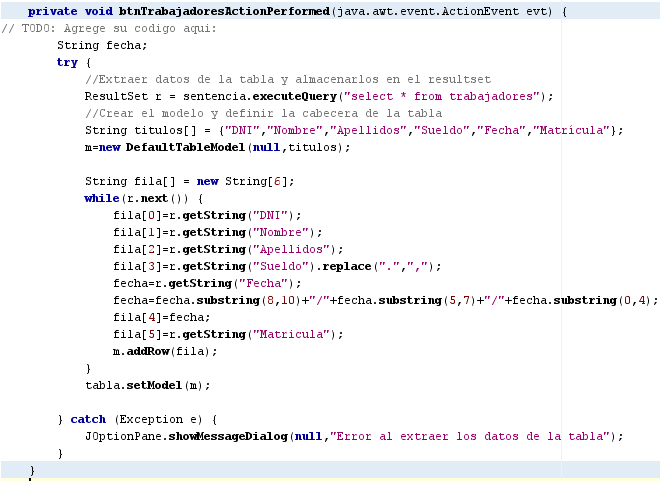 private void btnTrabajadoresActionPerformed(java.awt.event.ActionEvent evt) {
// TODO: Agrege su codigo aqui:
String fecha;
try {
//Extraer datos de la tabla y almacenarlos en el resultset
ResultSet r = sentencia.executeQuery("select * from trabajadores");
//Crear el modelo y definir la cabecera de la tabla
String titulos[] = {"DNI","Nombre","Apellidos","Sueldo","Fecha","Matrícula"};
m=new DefaultTableModel(null,titulos);
String fila[] = new String[6];
while(r.next()) {
fila[0]=r.getString("DNI");
fila[1]=r.getString("Nombre");
fila[2]=r.getString("Apellidos");
fila[3]=r.getString("Sueldo").replace(".",",");
fecha=r.getString("Fecha");
fecha=fecha.substring(8,10)+"/"+fecha.substring(5,7)+"/"+fecha.substring(0,4);
fila[4]=fecha;
fila[5]=r.getString("Matricula");
m.addRow(fila);
}
tabla.setModel(m);
} catch (Exception e) {
JOptionPane.showMessageDialog(null,"Error al extraer los datos de la tabla");
}
}